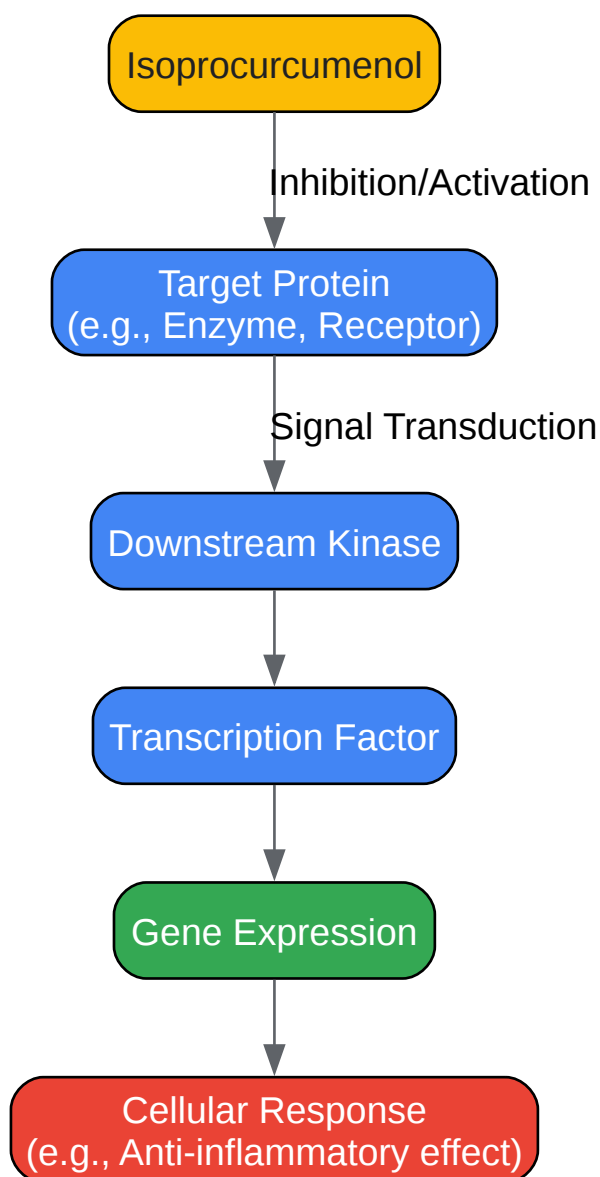 Isoprocurcumenol
Inhibition/Activation
Target Protein
(e.g., Enzyme, Receptor)
Signal Transduction
Downstream Kinase
Transcription Factor
Gene Expression
Cellular Response
(e.g., Anti-inflammatory effect)